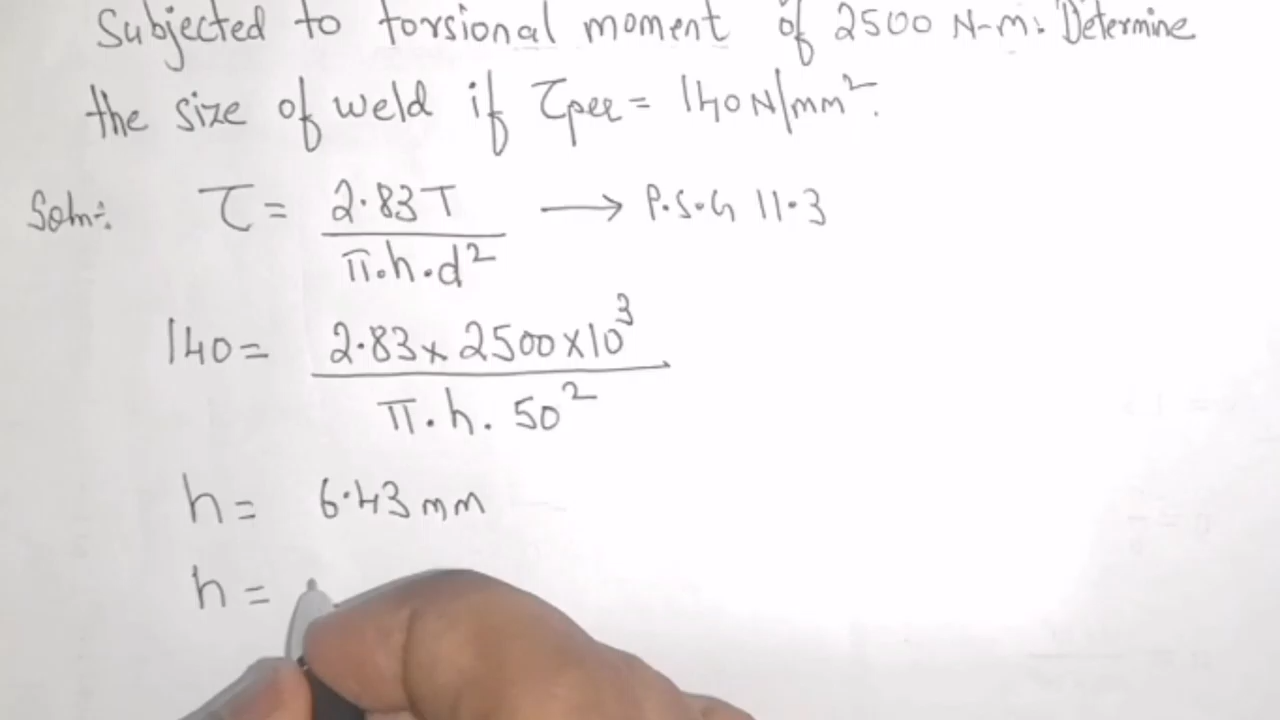 Subjected to torsional moment of 2500 N-m. Determine
the size of weld if τper = 140 N/mm².
Soln:- τ = 2.83T / π.h.d² → P.S.G 11.3
140 = 2.83 × 2500 × 10³ / π.h.50²
h = 6.43 mm
h =